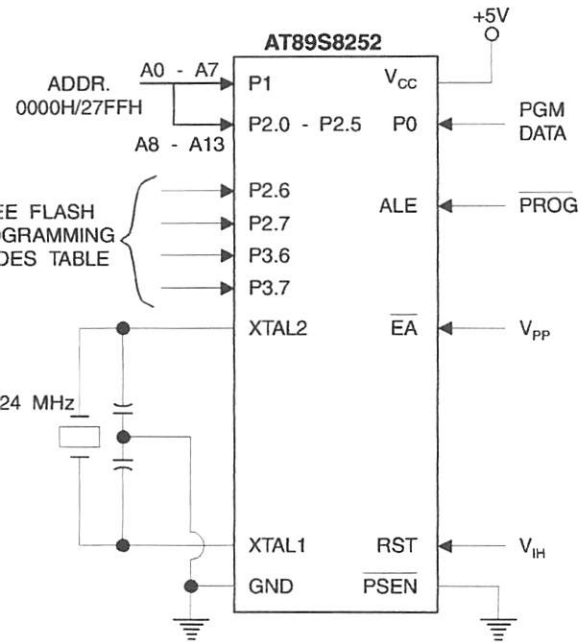 +5V
AT89S8252
ADDR.
0000H/27FFH
A0 - A7
A8 - A13
P1
P2.0 - P2.5
VCC
P0
PGM
DATA
FLASH
TABLE
P2.6
P2.7
P3.6
P3.7
ALE
PROG
XTAL2
EA
VPP
24 MHz
XTAL1
RST
VIH
GND
PSEN